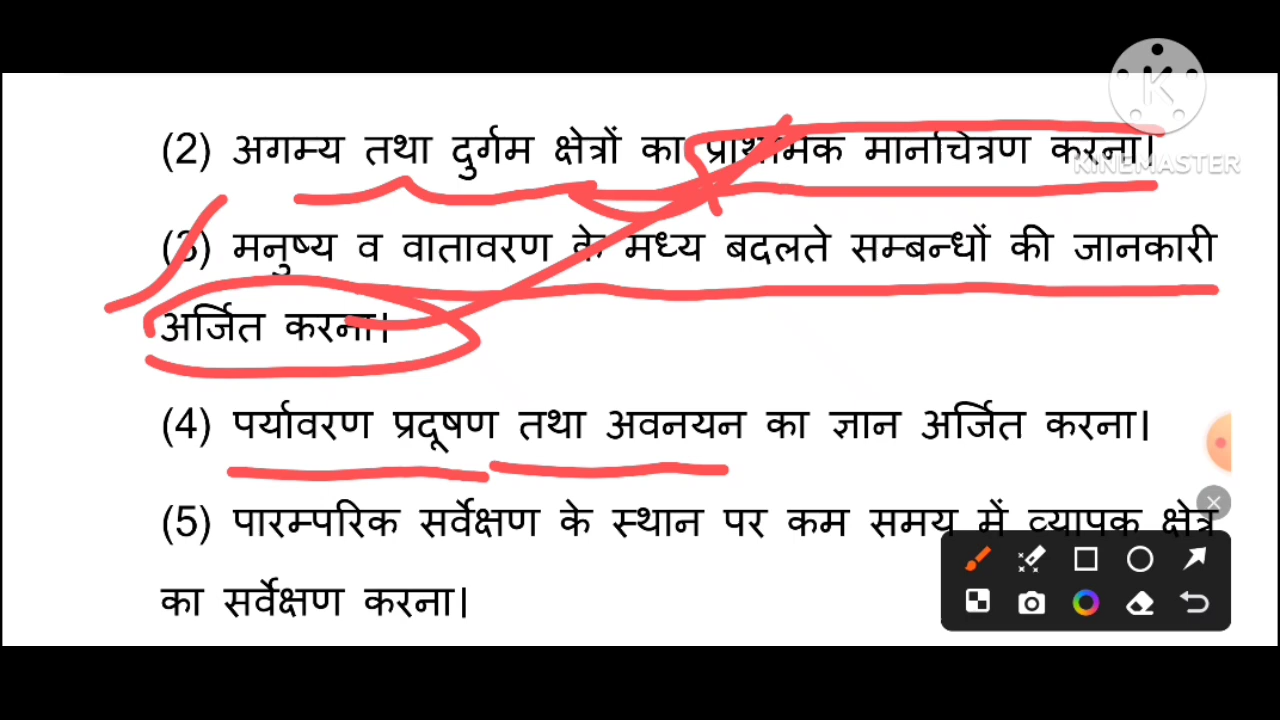 (2) अगम्य तथा दुर्गम क्षेत्रों का प्राथमिक मानचित्रण करना।
KINEMASTER
(3) मनुष्य व वातावरण के मध्य बदलते सम्बन्धों की जानकारी
अर्जित करना।
(4) पर्यावरण प्रदूषण तथा अवनयन का ज्ञान अर्जित करना।
(5) पारम्परिक सर्वेक्षण के स्थान पर कम समय में व्यापक क्षेत्र
का सर्वेक्षण करना।